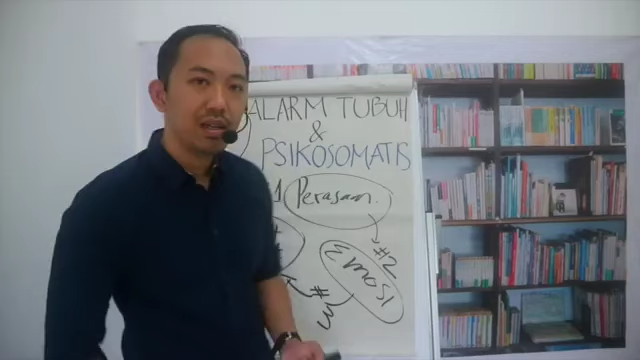 ALARM TUBUH
&
PSIKOSOMATIS
1 Perasaan
#2
Emosi
#3